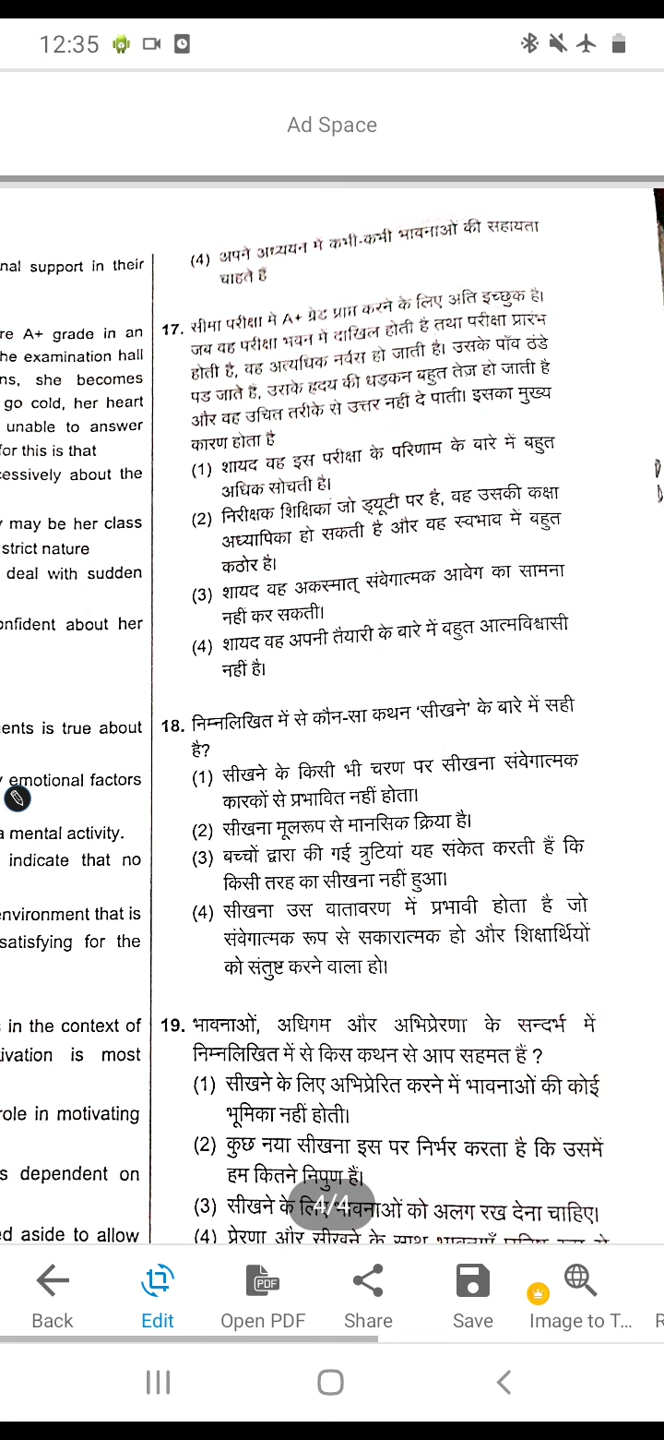 12:35
Ad Space
nal support in their
re A+ grade in an
he examination hall
ns, she becomes
go cold, her heart
unable to answer
for this is that
cessively about the
may be her class
strict nature
deal with sudden
onfident about her
ents is true about
emotional factors
a mental activity.
indicate that no
environment that is
satisfying for the
in the context of
ivation is most
role in motivating
s dependent on
ed aside to allow
(4) अपने अध्ययन में कभी-कभी भावनाओं की सहायता
चाहते हैं
17. सीमा परीक्षा में A+ ग्रेड प्राप्त करने के लिए अति इच्छुक है।
जब वह परीक्षा भवन में दाखिल होती है तथा परीक्षा प्रारंभ
होती है, वह अत्यधिक नर्वस हो जाती है। उसके पाँव ठंडे
पड जाते है, उसके हृदय की धड़कन बहुत तेज हो जाती है
और वह उचित तरीके से उत्तर नहीं दे पाती। इसका मुख्य
कारण होता है
(1) शायद वह इस परीक्षा के परिणाम के बारे में बहुत
अधिक सोचती है।
(2) निरीक्षक शिक्षिका जो ड्यूटी पर है, वह उसकी कक्षा
अध्यापिका हो सकती है और वह स्वभाव में बहुत
कठोर है।
(3) शायद वह अकस्मात् संवेगात्मक आवेग का सामना
नहीं कर सकती।
(4) शायद वह अपनी तैयारी के बारे में बहुत आत्मविश्वासी
नहीं है।
18. निम्नलिखित में से कौन-सा कथन 'सीखने' के बारे में सही
है?
(1) सीखने के किसी भी चरण पर सीखना संवेगात्मक
कारकों से प्रभावित नहीं होता।
(2) सीखना मूलरूप से मानसिक क्रिया है।
(3) बच्चों द्वारा की गई त्रुटियां यह संकेत करती हैं कि
किसी तरह का सीखना नहीं हुआ।
(4) सीखना उस वातावरण में प्रभावी होता है जो
संवेगात्मक रूप से सकारात्मक हो और शिक्षार्थियों
को संतुष्ट करने वाला हो।
19. भावनाओं, अधिगम और अभिप्रेरणा के सन्दर्भ में
निम्नलिखित में से किस कथन से आप सहमत हैं ?
(1) सीखने के लिए अभिप्रेरित करने में भावनाओं की कोई
भूमिका नहीं होती।
(2) कुछ नया सीखना इस पर निर्भर करता है कि उसमें
हम कितने निपुण हैं।
(3) सीखने के लिए भावनाओं को अलग रख देना चाहिए।
4/4
(4) प्रेरणा और सीखने के साथ भावनाएँ
Back Edit Open PDF Share Save Image to T...